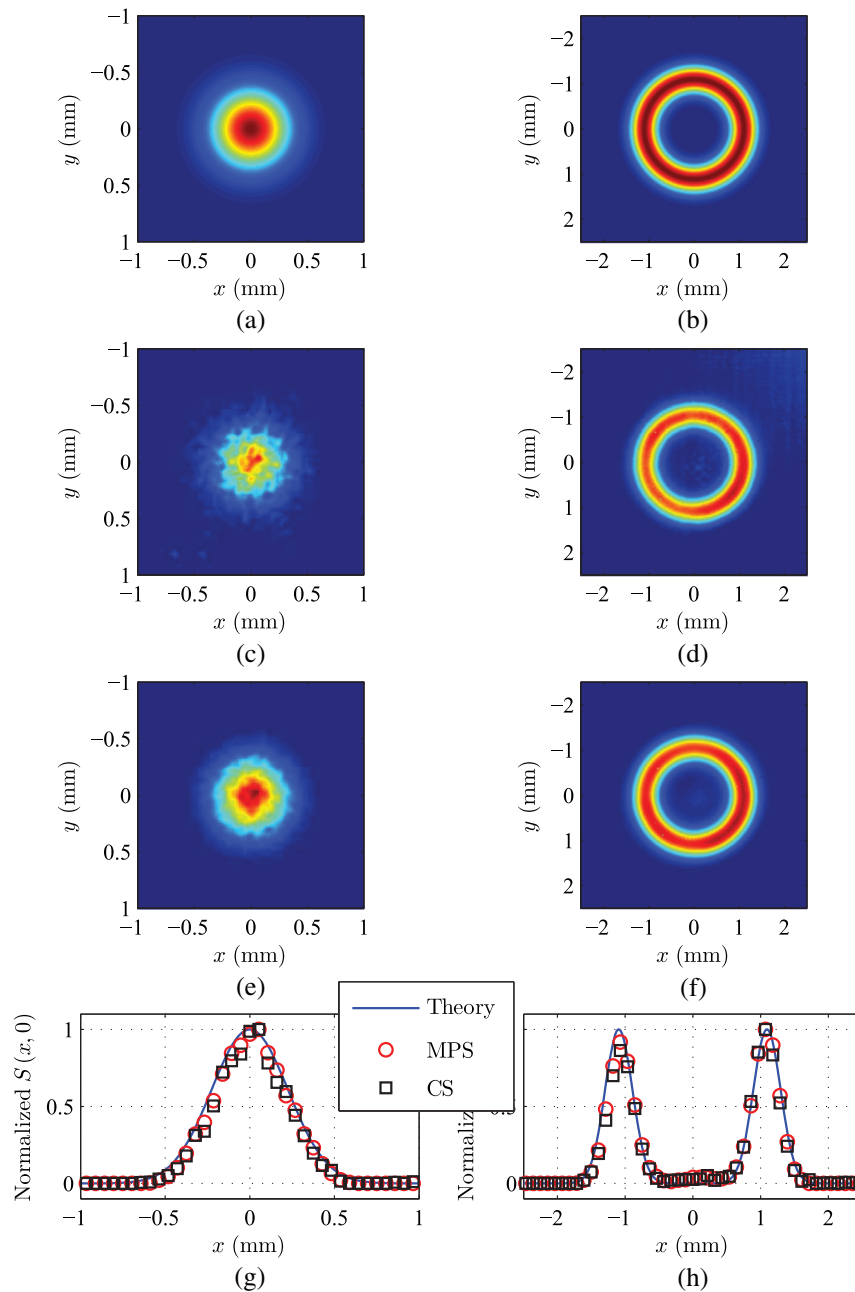 −1
−0.5
0
0.5
1
y (mm)
−1 −0.5 0 0.5 1
x (mm)
(a)
−2
−1
0
1
2
y (mm)
−2 −1 0 1 2
x (mm)
(b)
−1
−0.5
0
0.5
1
y (mm)
−1 −0.5 0 0.5 1
x (mm)
(c)
−2
−1
0
1
2
y (mm)
−2 −1 0 1 2
x (mm)
(d)
−1
−0.5
0
0.5
1
y (mm)
−1 −0.5 0 0.5 1
x (mm)
(e)
−2
−1
0
1
2
y (mm)
−2 −1 0 1 2
x (mm)
(f)
1
0.5
0
Normalized S(x, 0)
−1 −0.5 0 0.5 1
x (mm)
(g)
Theory
MPS
CS
1
0
−2 −1 0 1 2
x (mm)
(h)